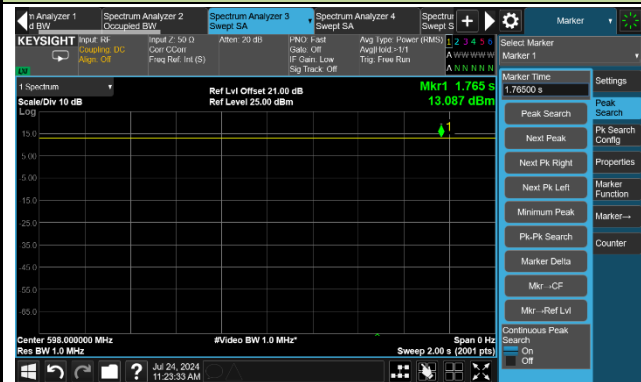 n Analyzer 1
d BW
Spectrum Analyzer 2
Occupied BW
Spectrum Analyzer 3
Swept SA
Spectrum Analyzer 4
Swept SA
Spectru
Swept S
Marker
KEYSIGHT
Input: RF
Coupling: DC
Align: Off
Input Z: 50 Ω
Corr CCorr
Freq Ref: Int (S)
Atten: 20 dB
PNO: Fast
Gate: Off
IF Gain: Low
Sig Track: Off
Avg Type: Power (RMS)
Avg|Hold:>1/1
Trig: Free Run
1 2 3 4 5 6
A W W W W W
A N N N N N
Select Marker
Marker 1
LV
1 Spectrum
Scale/Div 10 dB
Log
Ref Lvl Offset 21.00 dB
Ref Level 25.00 dBm
Mkr1 1.765 s
13.087 dBm
1
15.0
5.00
-5.00
-15.0
-25.0
-35.0
-45.0
-55.0
-65.0
Center 598.000000 MHz
Res BW 1.0 MHz
#Video BW 1.0 MHz*
Span 0 Hz
Sweep 2.00 s (2001 pts)
Marker Time
1.76500 s
Peak Search
Next Peak
Next Pk Right
Next Pk Left
Minimum Peak
Pk-Pk Search
Marker Delta
Mkr→CF
Mkr→Ref Lvl
Continuous Peak
Search
On
Off
Settings
Peak
Search
Pk Search
Config
Properties
Marker
Function
Marker→
Counter
?
Jul 24, 2024
11:23:33 AM